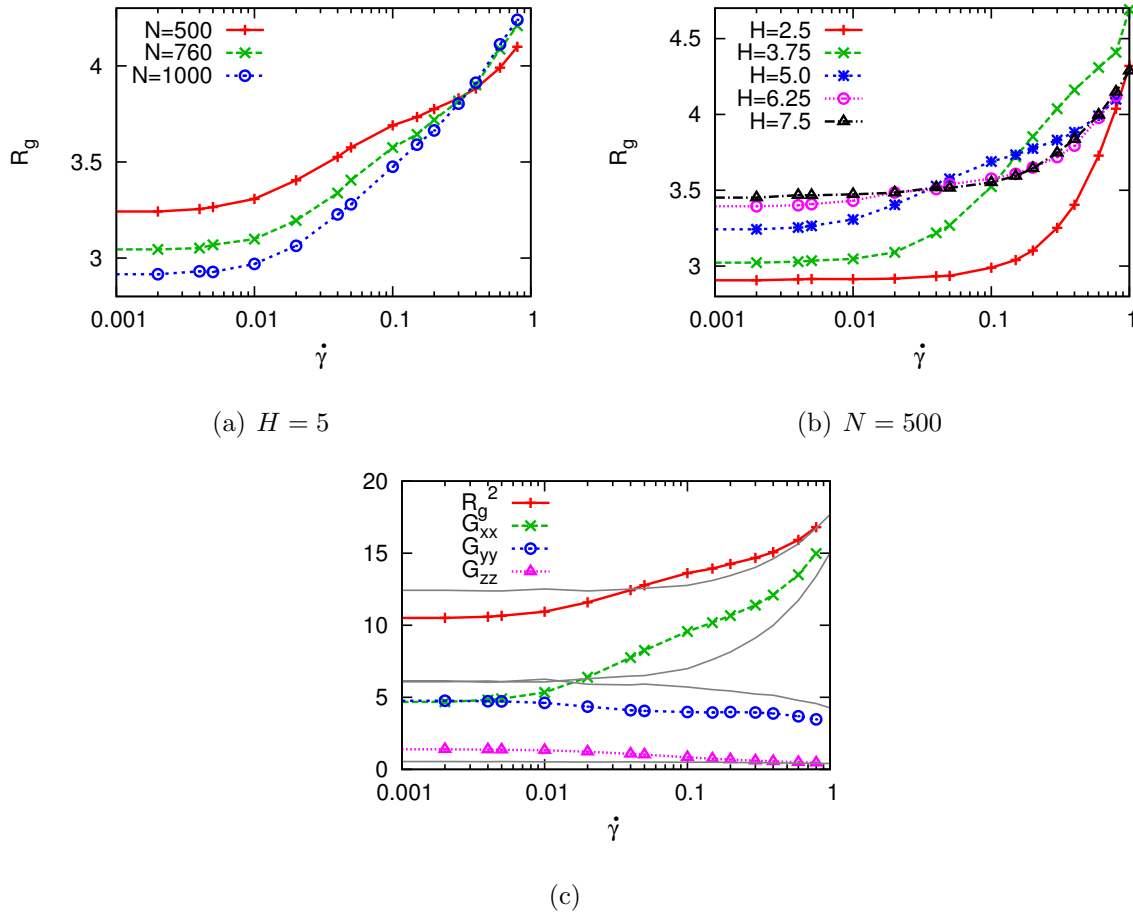 N=500
N=760
N=1000
4
3.5
3
R_g
0.001
0.01
0.1
1
γ̇
(a) H = 5
H=2.5
H=3.75
H=5.0
H=6.25
H=7.5
4.5
4
3.5
3
R_g
0.001
0.01
0.1
1
γ̇
(b) N = 500
R_g^2
G_xx
G_yy
G_zz
20
15
10
5
0
0.001
0.01
0.1
1
γ̇
(c)